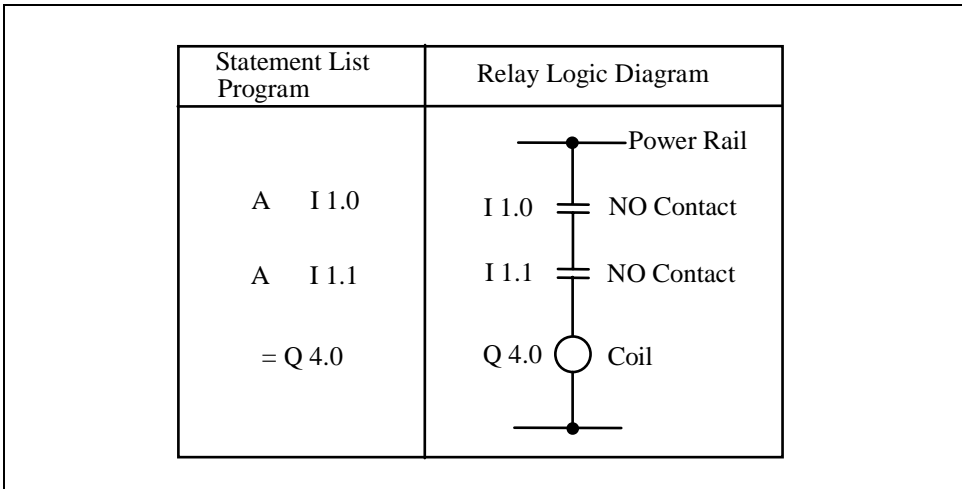 Statement List
Program
Relay Logic Diagram
Power Rail
A I 1.0
I 1.0 NO Contact
A I 1.1
I 1.1 NO Contact
= Q 4.0
Q 4.0 Coil